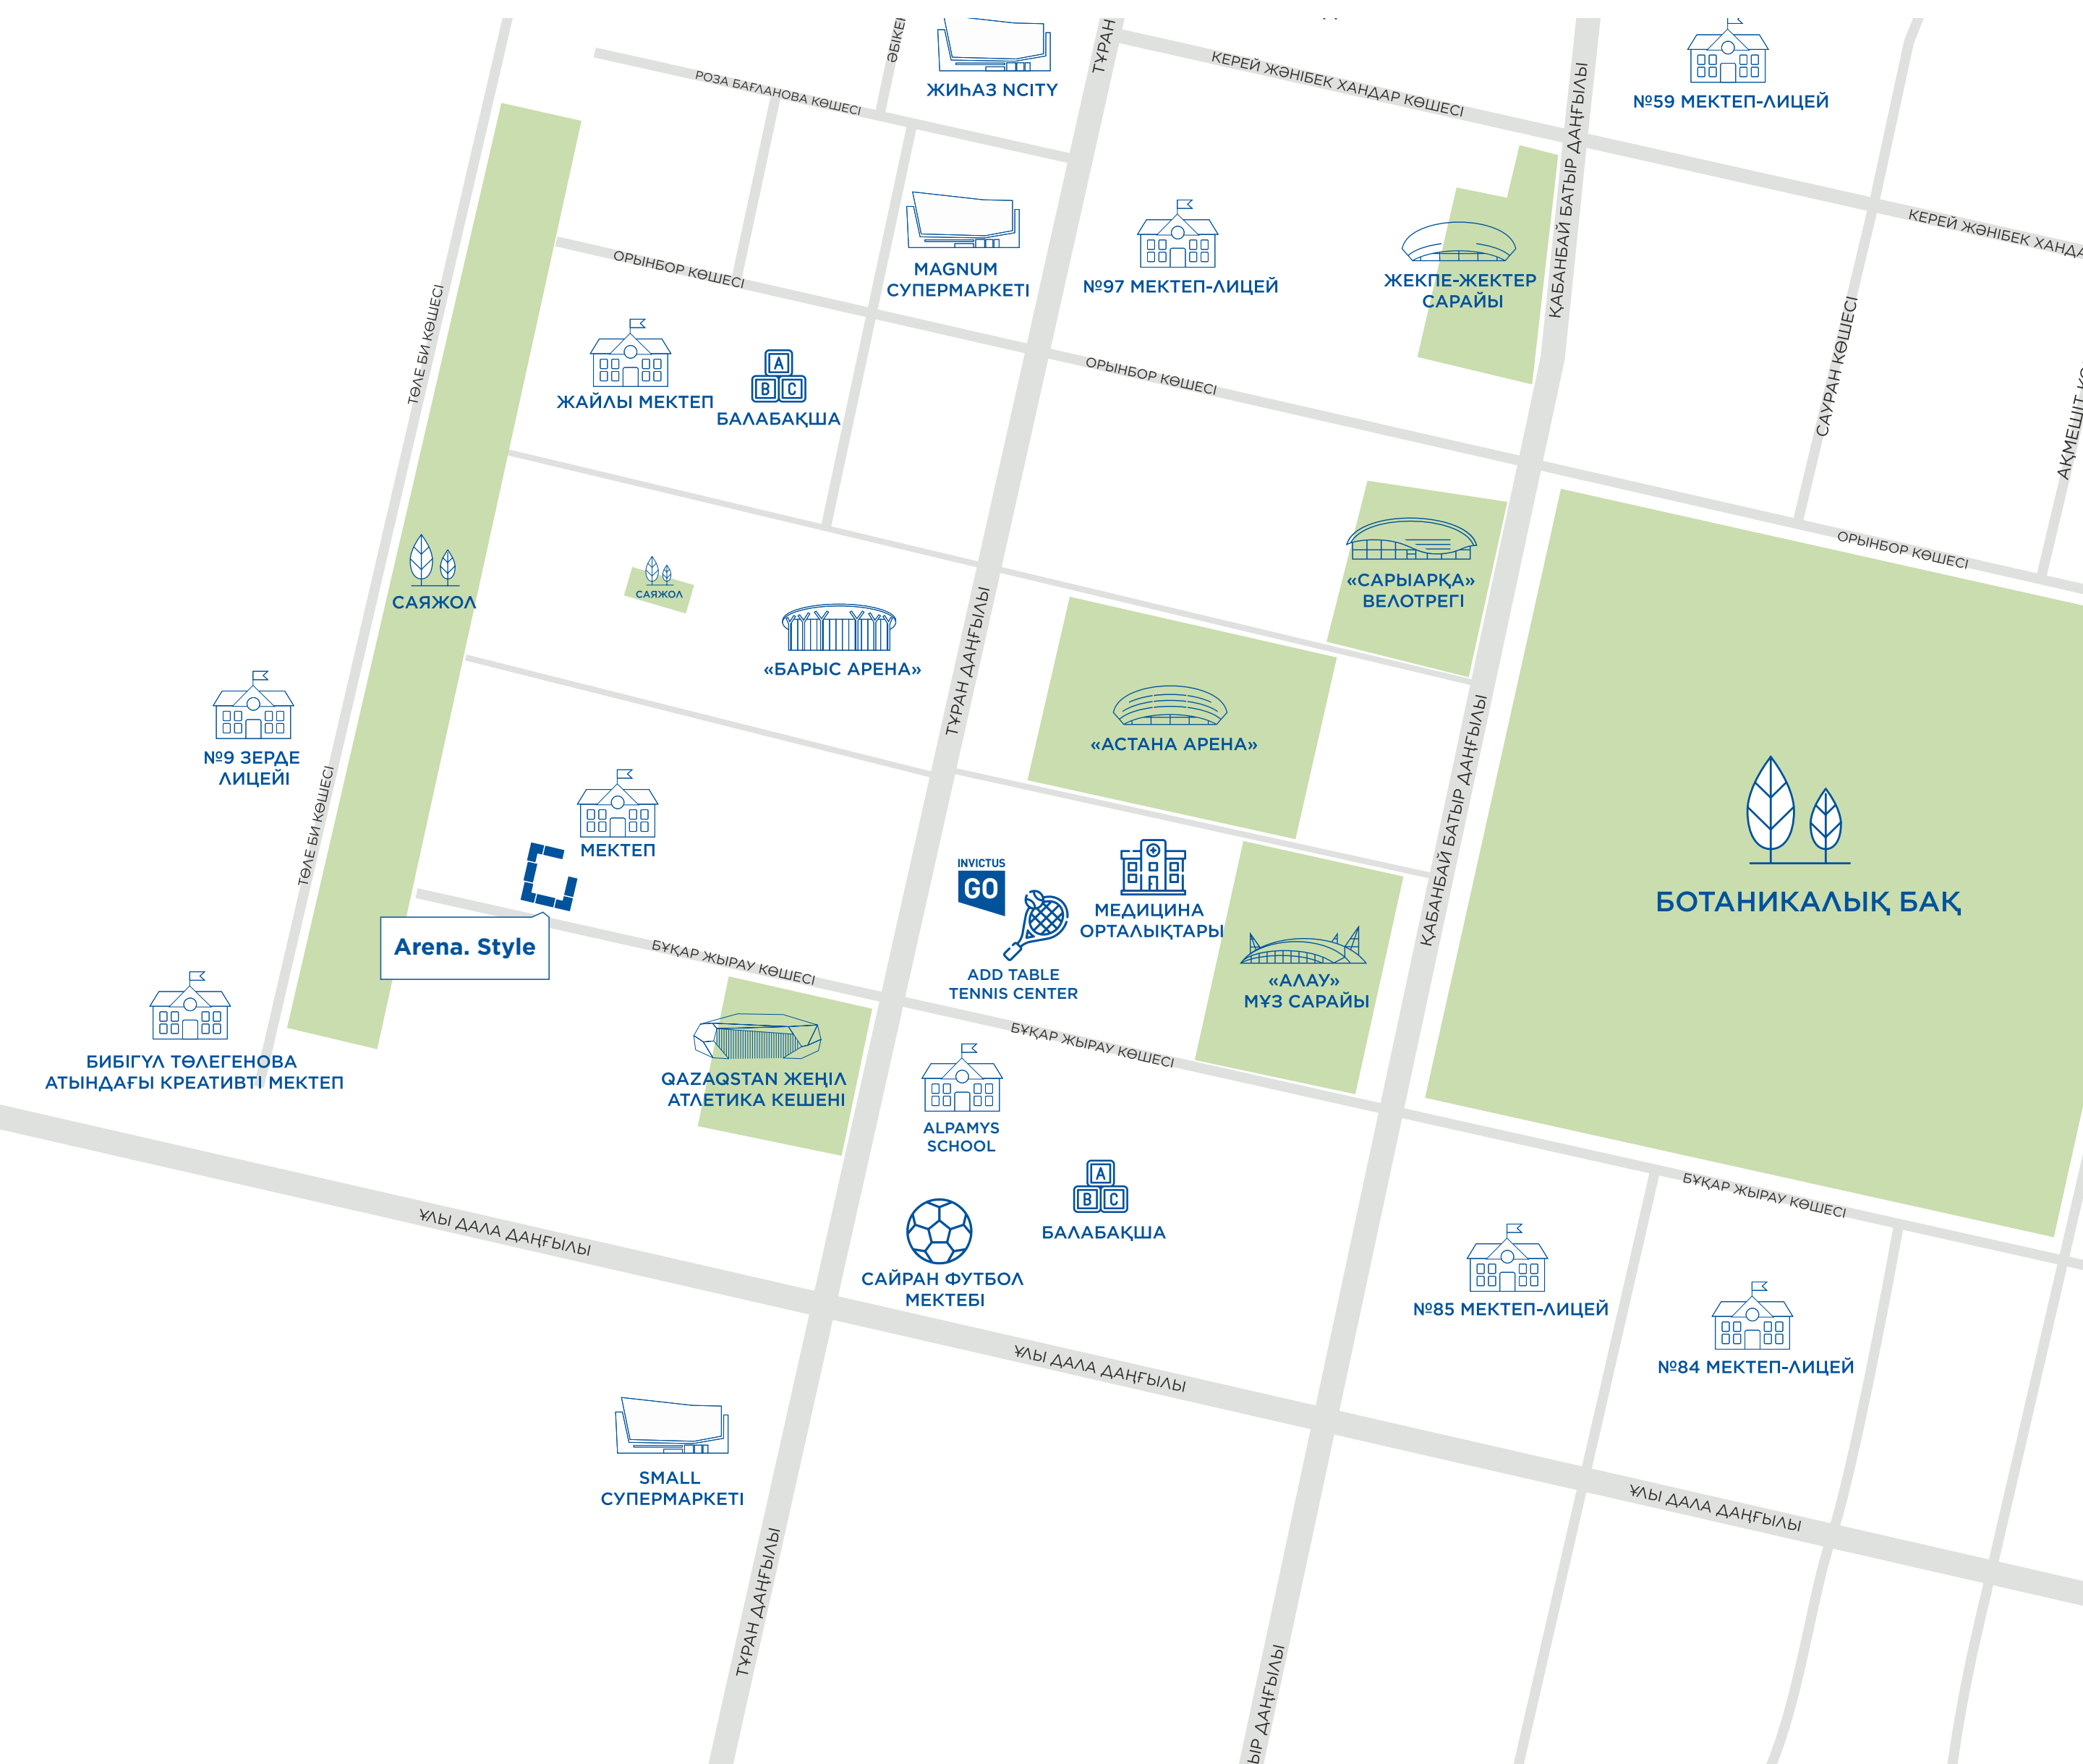 ЖИҺАЗ NCITY
ТҰРАН
КЕРЕЙ ЖӘНІБЕК ХАНДАР КӨШЕСІ
№59 МЕКТЕП-ЛИЦЕЙ
РОЗА БАҒЛАНОВА КӨШЕСІ
ҚАБАНБАЙ БАТЫР ДАҢҒЫЛЫ
КЕРЕЙ ЖӘНІБЕК
MAGNUM
СУПЕРМАРКЕТІ
№97 МЕКТЕП-ЛИЦЕЙ
ЖЕКПЕ-ЖЕКТЕР
САРАЙЫ
ОРЫНБОР КӨШЕСІ
ТӨЛЕ БИ КӨШЕСІ
ЖАЙЛЫ МЕКТЕП
A
B C
БАЛАБАҚША
ОРЫНБОР КӨШЕСІ
САУРАН КӨШЕСІ
АҚМЕШІТ
ОРЫНБОР КӨШЕСІ
САЯЖОЛ
САЯЖОЛ
«БАРЫС АРЕНА»
ТҰРАН ДАҢҒЫЛЫ
«САРЫАРҚА»
ВЕЛОТРЕГІ
«АСТАНА АРЕНА»
ҚАБАНБАЙ БАТЫР ДАҢҒЫЛЫ
№9 ЗЕРДЕ
ЛИЦЕЙІ
ТӨЛЕ БИ КӨШЕСІ
МЕКТЕП
INVICTUS
GO
МЕДИЦИНА
ОРТАЛЫҚТАРЫ
БОТАНИКАЛЫҚ БАҚ
Arena. Style
БҰҚАР ЖЫРАУ КӨШЕСІ
ADD TABLE
TENNIS CENTER
«АЛАУ»
МҰЗ САРАЙЫ
БИБІГҮЛ ТӨЛЕГЕНОВА
АТЫНДАҒЫ КРЕАТИВТІ МЕКТЕП
QAZAQSTAN ЖЕҢІЛ
АТЛЕТИКА КЕШЕНІ
БҰҚАР ЖЫРАУ КӨШЕСІ
ALPAMYS
SCHOOL
A
B C
БАЛАБАҚША
БҰҚАР ЖЫРАУ КӨШЕСІ
ҰЛЫ ДАЛА ДАҢҒЫЛЫ
САЙРАН ФУТБОЛ
МЕКТЕБІ
№85 МЕКТЕП-ЛИЦЕЙ
№84 МЕКТЕП-ЛИЦЕЙ
ҰЛЫ ДАЛА ДАҢҒЫЛЫ
SMALL
СУПЕРМАРКЕТІ
ҰЛЫ ДАЛА ДАҢҒЫЛЫ
ТҰРАН ДАҢҒЫЛЫ
ДАҢҒЫЛЫ